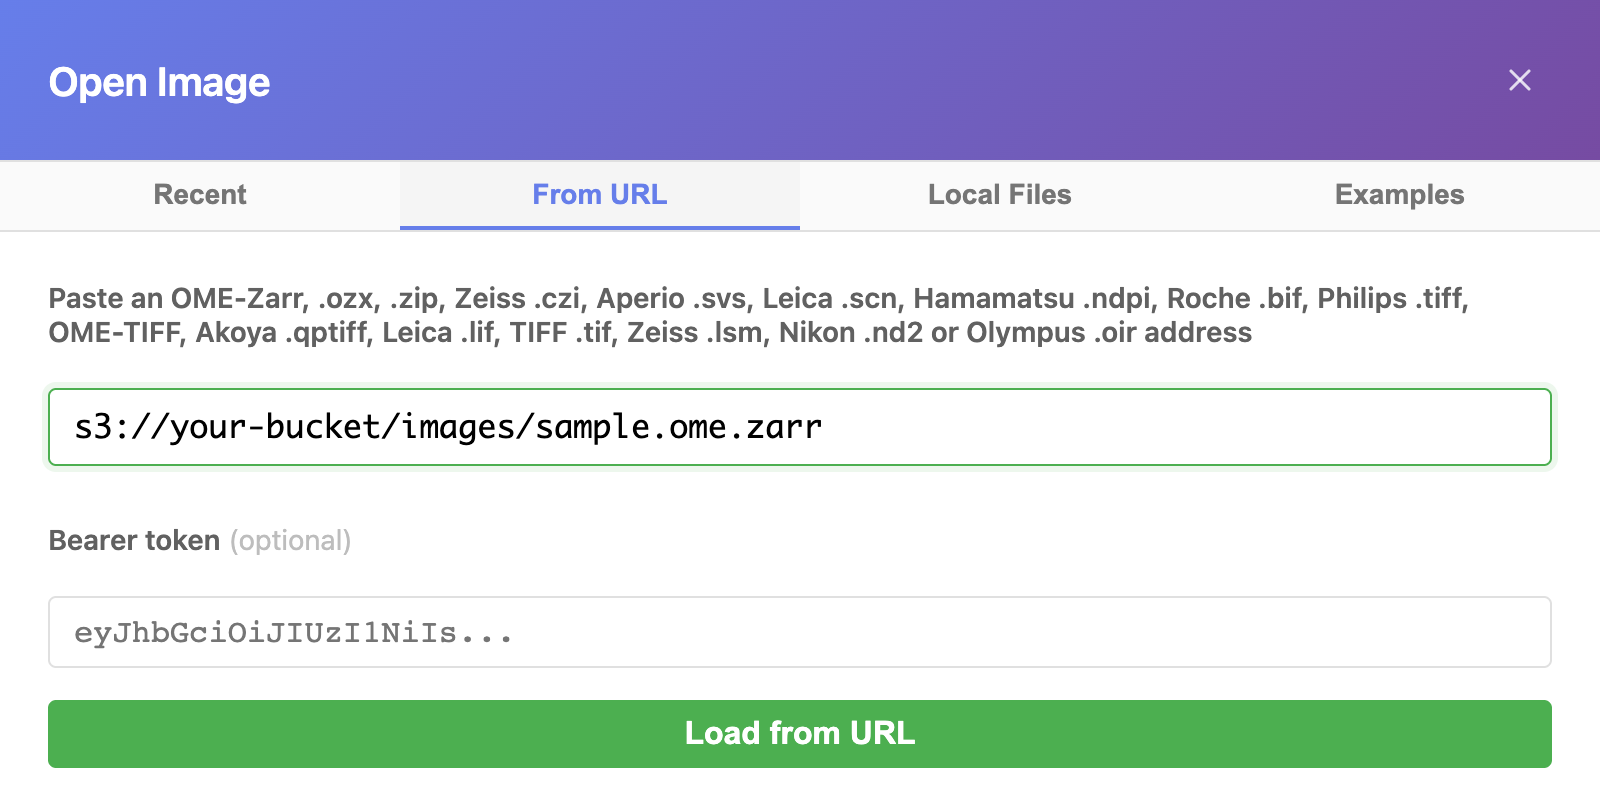 Open Image
Recent
From URL
Local Files
Examples
Paste an OME-Zarr, .ozx, .zip, Zeiss .czi, Aperio .svs, Leica .scn, Hamamatsu .ndpi, Roche .bif, Philips .tiff,
OME-TIFF, Akoya .qptiff, Leica .lif, TIFF .tif, Zeiss .lsm, Nikon .nd2 or Olympus .oir address
s3://your-bucket/images/sample.ome.zarr
Bearer token (optional)
eyJhbGciOiJIUzI1NiIs...
Load from URL